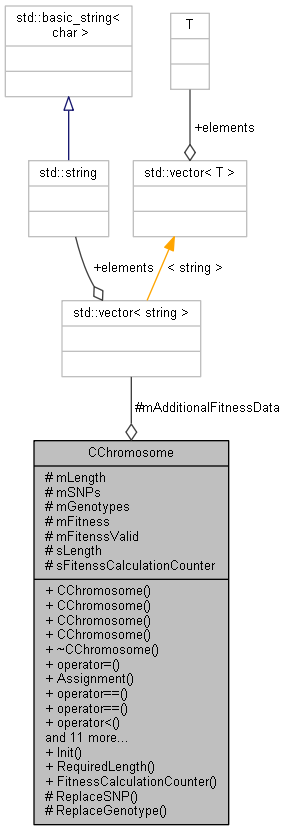 std::basic_string<
char >
T
+elements
std::string
std::vector< T >
+elements
< string >
std::vector< string >
#mAdditionalFitnessData
CChromosome
# mLength
# mSNPs
# mGenotypes
# mFitness
# mFitenssValid
# sLength
# sFitenssCalculationCounter
+ CChromosome()
+ CChromosome()
+ CChromosome()
+ CChromosome()
+ ~CChromosome()
+ operator=()
+ Assignment()
+ operator==()
+ operator==()
+ operator<()
and 11 more...
+ Init()
+ RequiredLength()
+ FitnessCalculationCounter()
# ReplaceSNP()
# ReplaceGenotype()